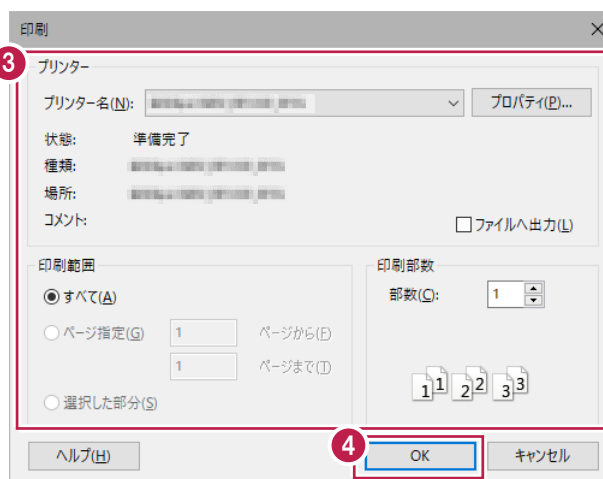 印刷
3
プリンター
プリンター名(N): プロパティ(P)...
状態: 準備完了
種類:
場所:
コメント: ファイルへ出力(L)
印刷範囲 印刷部数
すべて(A) 部数(C): 1
ページ指定(G) 1 ページから(F)
1 ページまで(T)
1 1 2 2 3 3
選択した部分(S)
4
ヘルプ(H) OK キャンセル